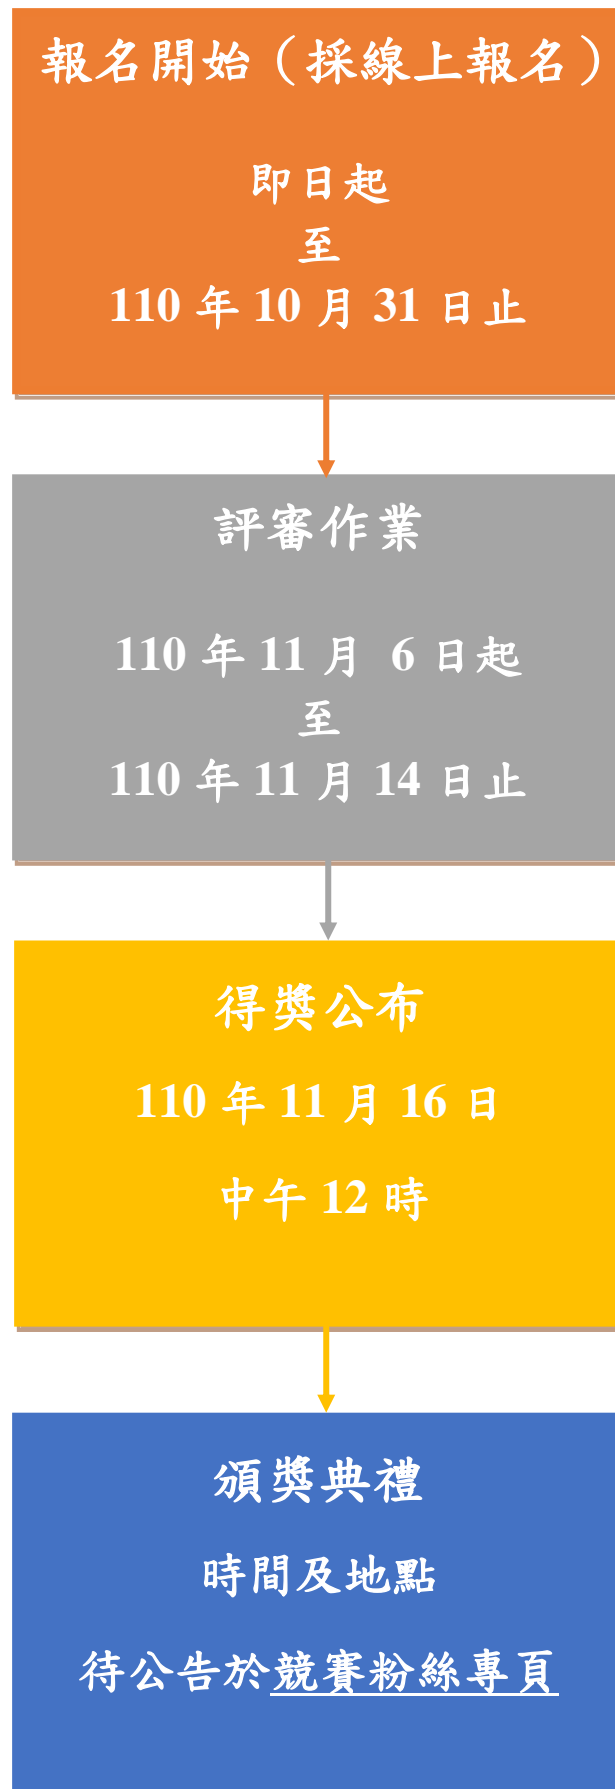 報名開始（採線上報名）
即日起
至
110 年 10 月 31 日止
評審作業
110 年 11 月 6 日起
至
110 年 11 月 14 日止
得獎公布
110 年 11 月 16 日
中午 12 時
頒獎典禮
時間及地點
待公告於競賽粉絲專頁